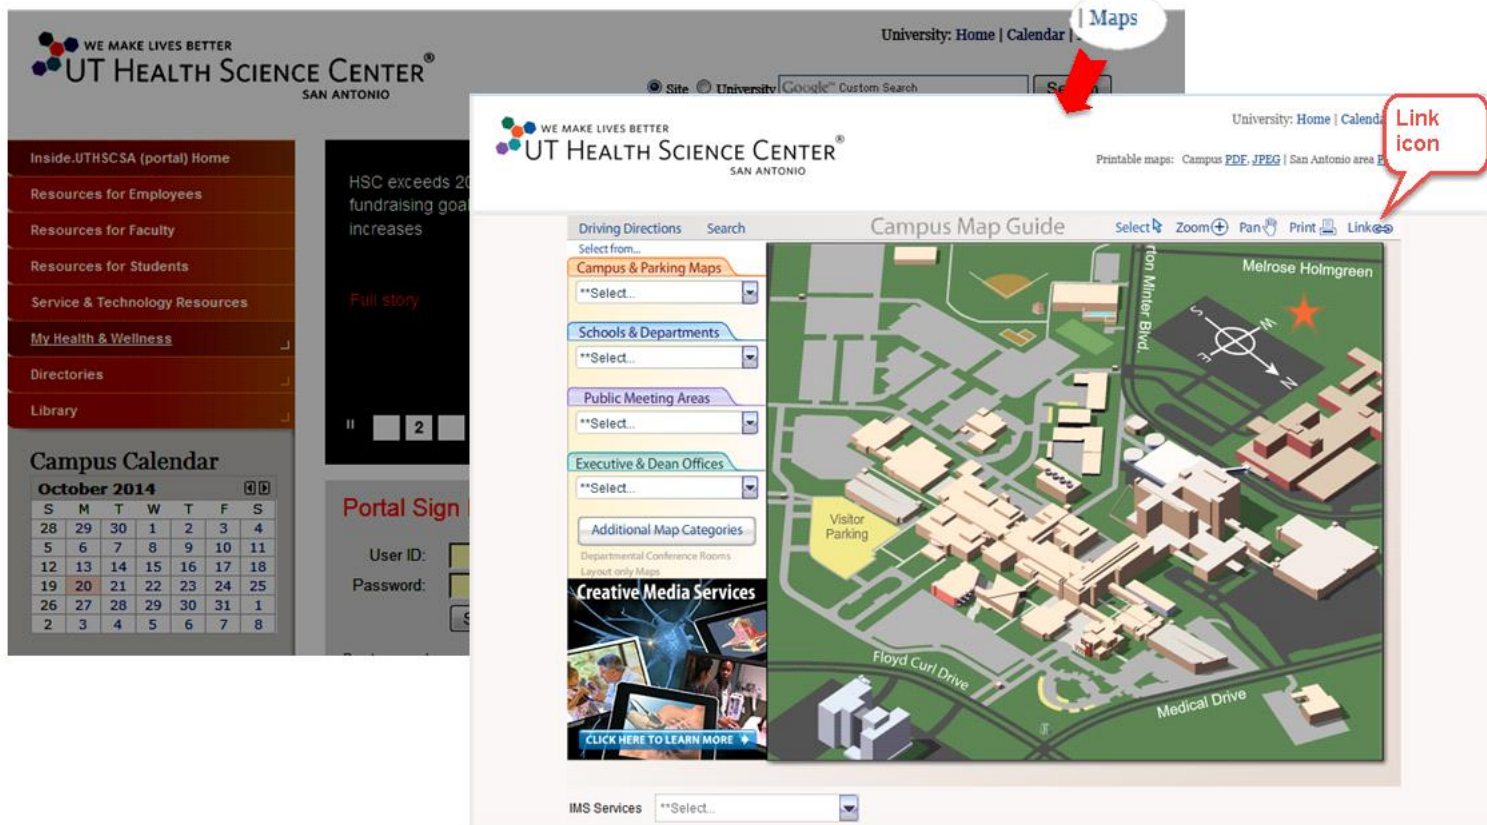 | Maps
WE MAKE LIVES BETTER
UT HEALTH SCIENCE CENTER®
SAN ANTONIO
University: Home | Calendar |
Site University Google™ Custom Search
Inside.UTHSCSA (portal) Home
Resources for Employees
Resources for Faculty
Resources for Students
Service & Technology Resources
My Health & Wellness
Directories
Library
HSC exceeds
fundraising goal
increases
Full story
2
Campus Calendar
October 2014
S M T W T F S
28 29 30 1 2 3 4
5 6 7 8 9 10 11
12 13 14 15 16 17 18
19 20 21 22 23 24 25
26 27 28 29 30 31 1
2 3 4 5 6 7 8
Portal Sign
User ID:
Password:
WE MAKE LIVES BETTER
UT HEALTH SCIENCE CENTER®
SAN ANTONIO
University: Home |
Printable maps: Campus PDF, JPEG | San Antonio area
Link
icon
Driving Directions Search
Campus Map Guide
Select Zoom Pan Print Link
Select from...
Campus & Parking Maps
**Select...
Schools & Departments
**Select...
Public Meeting Areas
**Select...
Executive & Dean Offices
**Select...
Additional Map Categories
Departmental Conference Rooms
Layout only Maps
Creative Media Services
CLICK HERE TO LEARN MORE
Melrose Holmgreen
rton Minter Blvd.
S
W
E
N
Visitor
Parking
Floyd Curl Drive
Medical Drive
IMS Services **Select...